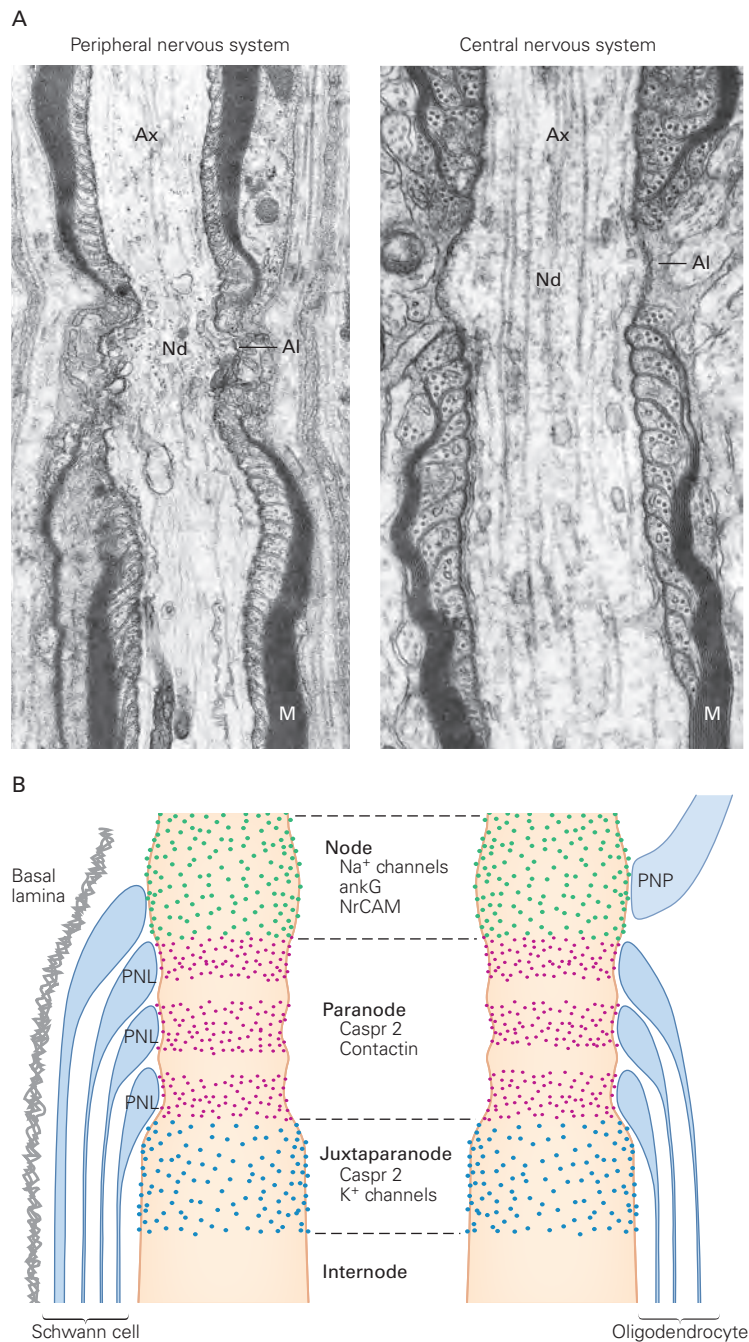 A
Peripheral nervous system
Central nervous system
Ax
Nd
Al
M
Ax
Nd
Al
M
B
Basal
lamina
PNL
PNL
PNL
Node
Na⁺ channels
ankG
NrCAM
Paranode
Caspr 2
Contactin
Juxtaparanode
Caspr 2
K⁺ channels
Internode
PNP
Schwann cell
Oligodendrocyte